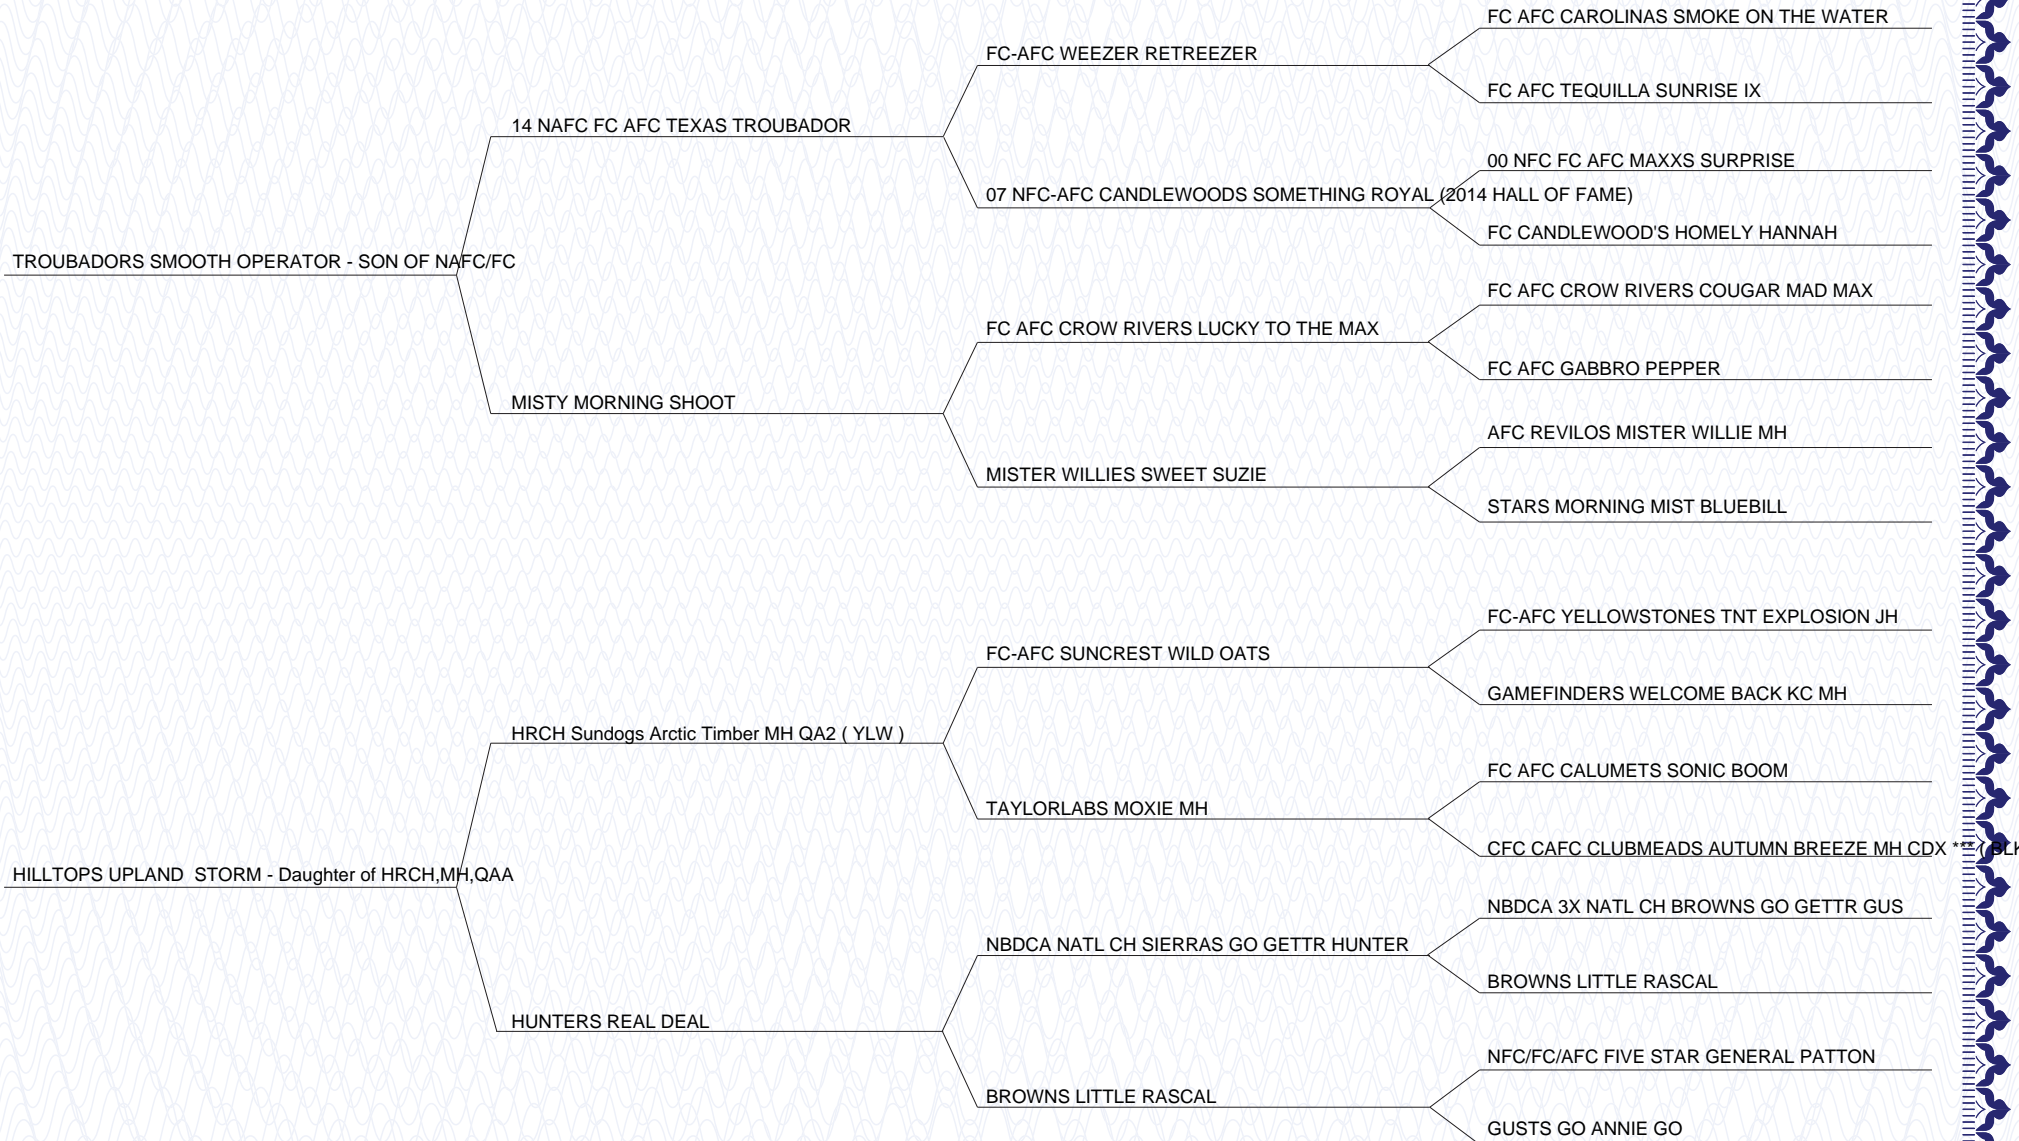 FC AFC CAROLINAS SMOKE ON THE WATER
FC-AFC WEEZER RETREEZER
FC AFC TEQUILLA SUNRISE IX
14 NAFC FC AFC TEXAS TROUBADOR
00 NFC FC AFC MAXXS SURPRISE
07 NFC-AFC CANDLEWOODS SOMETHING ROYAL (2014 HALL OF FAME)
FC CANDLEWOOD'S HOMELY HANNAH
TROUBADORS SMOOTH OPERATOR - SON OF NAFC/FC
FC AFC CROW RIVERS COUGAR MAD MAX
FC AFC CROW RIVERS LUCKY TO THE MAX
FC AFC GABBRO PEPPER
MISTY MORNING SHOOT
AFC REVILOS MISTER WILLIE MH
MISTER WILLIES SWEET SUZIE
STARS MORNING MIST BLUEBILL
FC-AFC YELLOWSTONES TNT EXPLOSION JH
FC-AFC SUNCREST WILD OATS
GAMEFINDERS WELCOME BACK KC MH
HRCH Sundogs Arctic Timber MH QA2 ( YLW )
FC AFC CALUMETS SONIC BOOM
TAYLORLABS MOXIE MH
CFC CAFC CLUBMEADS AUTUMN BREEZE MH CDX *** ( BLK
HILLTOPS UPLAND  STORM - Daughter of HRCH,MH,QAA
NBDCA 3X NATL CH BROWNS GO GETTR GUS
NBDCA NATL CH SIERRAS GO GETTR HUNTER
BROWNS LITTLE RASCAL
HUNTERS REAL DEAL
NFC/FC/AFC FIVE STAR GENERAL PATTON
BROWNS LITTLE RASCAL
GUSTS GO ANNIE GO